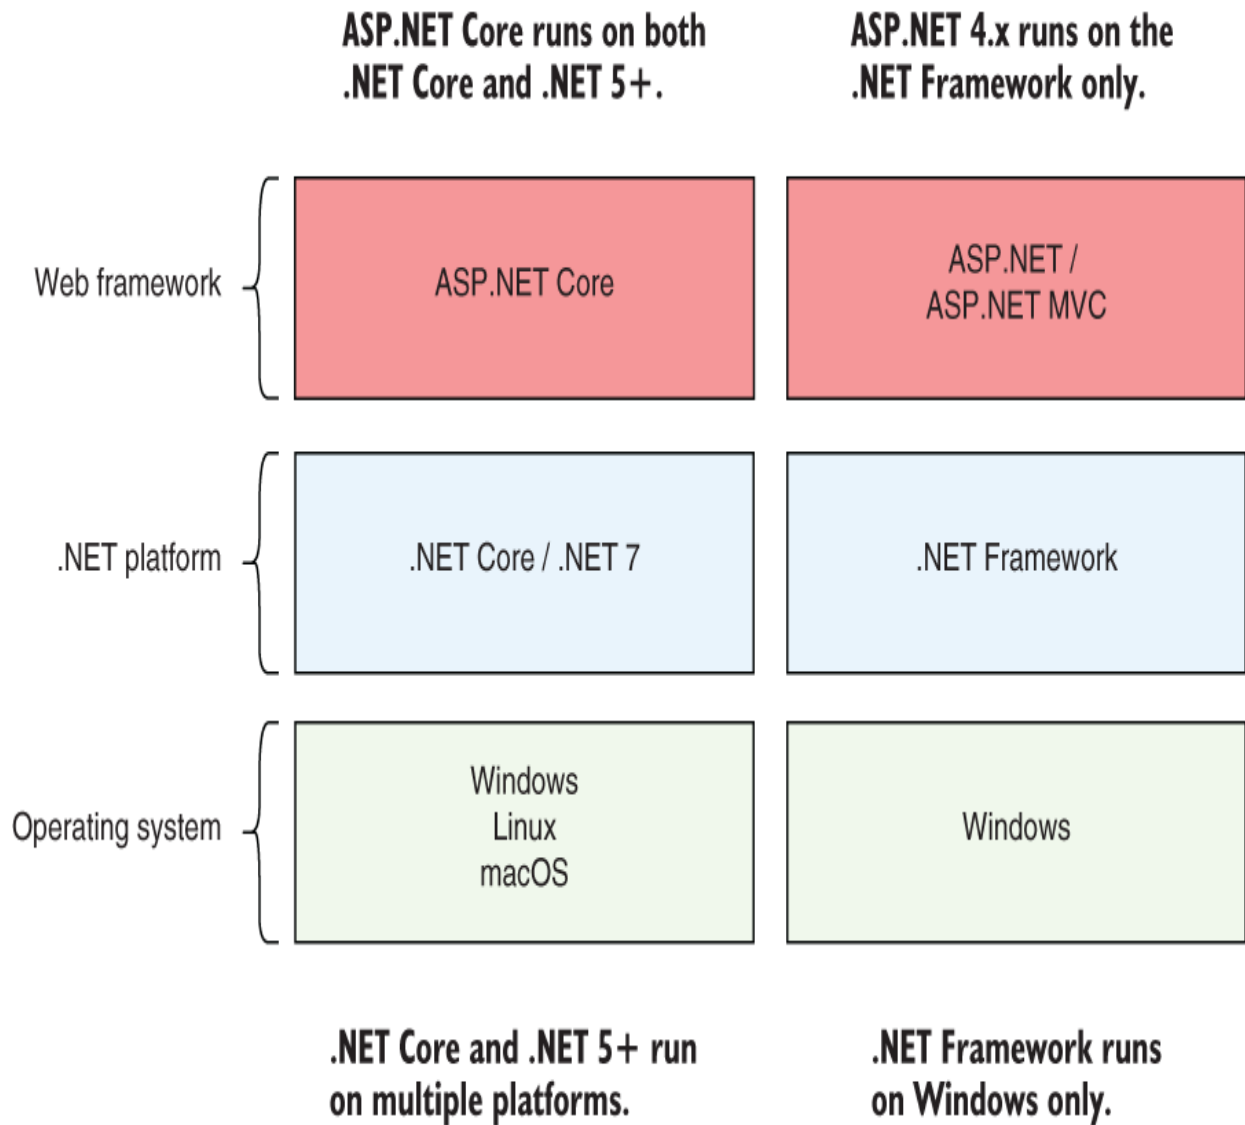 ASP.NET Core runs on both
.NET Core and .NET 5+.
ASP.NET 4.x runs on the
.NET Framework only.
Web framework
ASP.NET Core
ASP.NET /
ASP.NET MVC
.NET platform
.NET Core / .NET 7
.NET Framework
Operating system
Windows
Linux
macOS
Windows
.NET Core and .NET 5+ run
on multiple platforms.
.NET Framework runs
on Windows only.